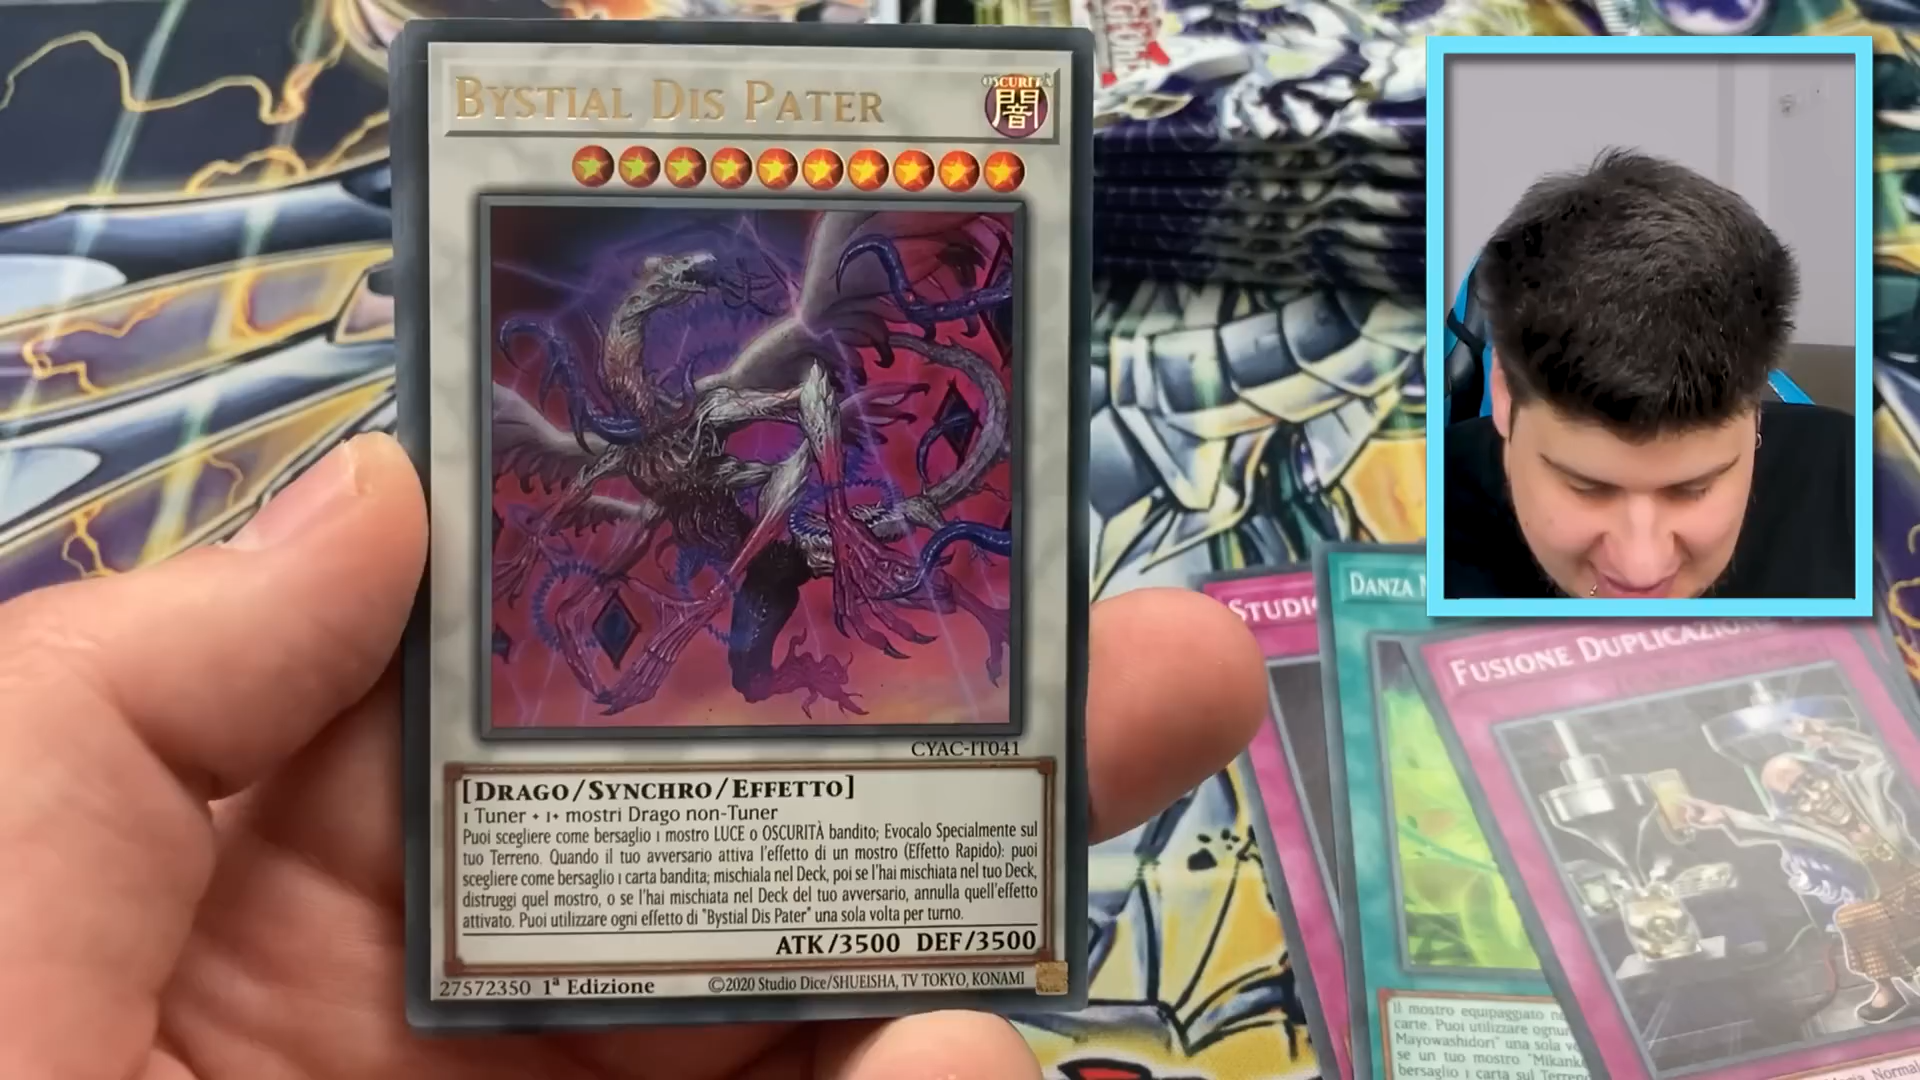 BYSTIAL DIS PATER
OSCURITÀ
闇
CYAC-IT041
[DRAGO/SYNCHRO/EFFETTO]
1 Tuner + 1+ mostri Drago non-Tuner
Puoi scegliere come bersaglio 1 mostro LUCE o OSCURITÀ bandito; Evocalo Specialmente sul
tuo Terreno. Quando il tuo avversario attiva l'effetto di un mostro (Effetto Rapido): puoi
scegliere come bersaglio 1 carta bandita; mischiala nel Deck, poi se l'hai mischiata nel tuo Deck,
distruggi quel mostro, o se l'hai mischiata nel Deck del tuo avversario, annulla quell'effetto
attivato. Puoi utilizzare ogni effetto di "Bystial Dis Pater" una sola volta per turno.
ATK/3500 DEF/3500
27572350 1ª Edizione ©2020 Studio Dice/SHUEISHA, TV TOKYO, KONAMI
STUDI
DANZA
FUSIONE DUPLICAZIONE
Il mostro equipaggiato
carte. Puoi utilizzare
Mayowashidori" una sola
se un tuo mostro "Mikank
bersaglio 1 carta sul Terreno
Normal